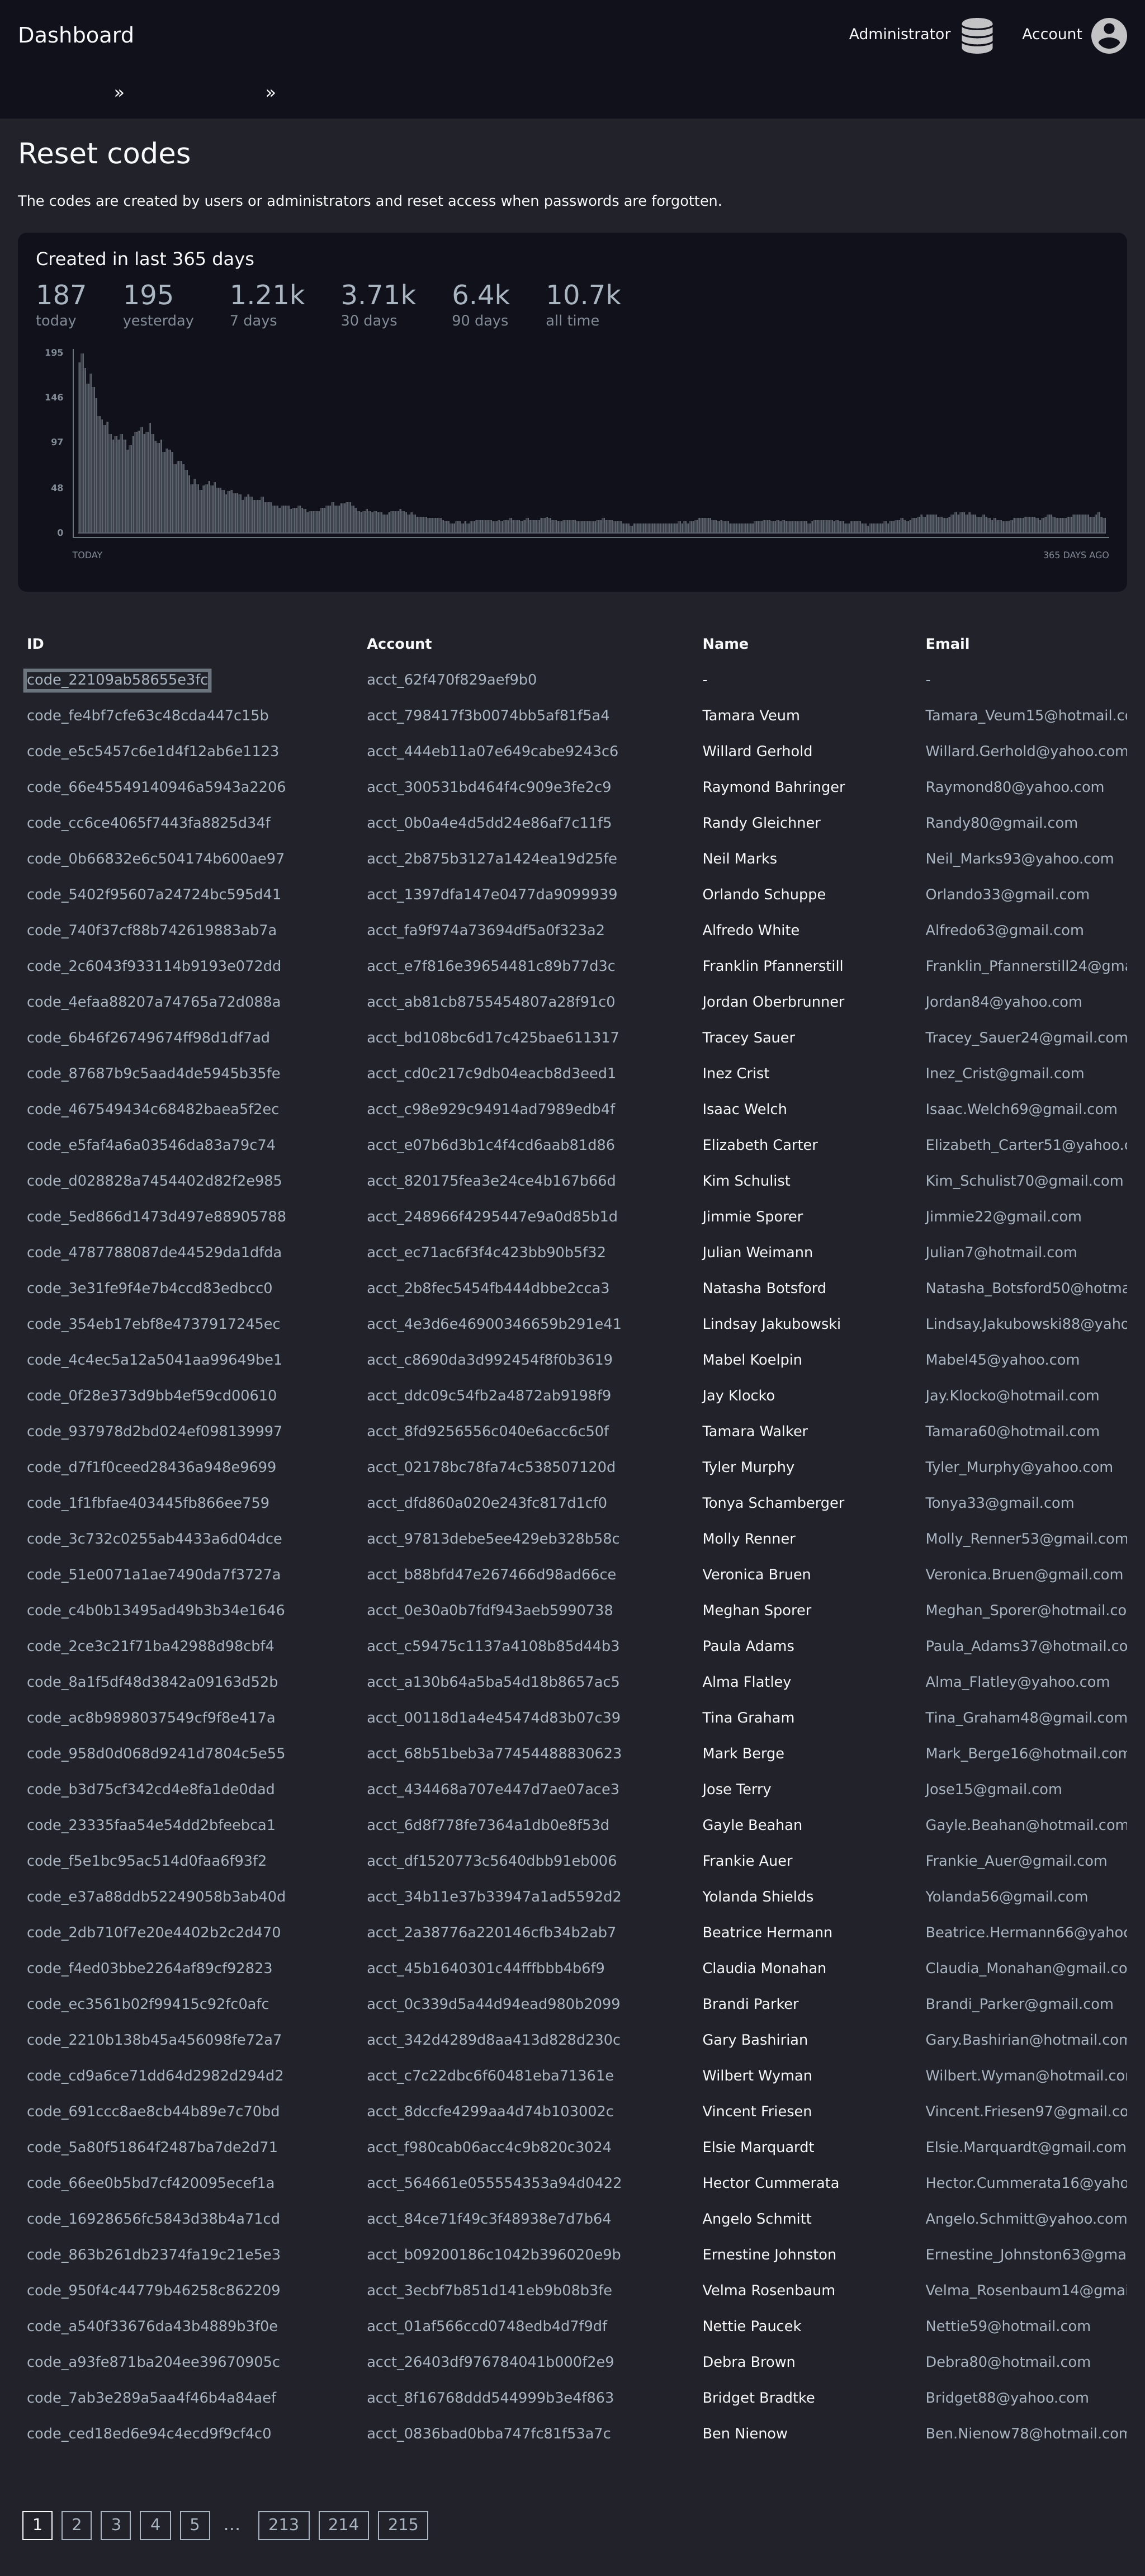 Dashboard Administrator Account
» »
Reset codes
The codes are created by users or administrators and reset access when passwords are forgotten.
Created in last 365 days
187 195 1.21k 3.71k 6.4k 10.7k
today yesterday 7 days 30 days 90 days all time
195
146
97
48
0
TODAY 365 DAYS AGO
ID Account Name Email
code_22109ab58655e3fc acct_62f470f829aef9b0 - -
code_fe4bf7cfe63c48cda447c15b acct_798417f3b0074bb5af81f5a4 Tamara Veum Tamara_Veum15@hotmail.c
code_e5c5457c6e1d4f12ab6e1123 acct_444eb11a07e649cabe9243c6 Willard Gerhold Willard.Gerhold@yahoo.com
code_66e45549140946a5943a2206 acct_300531bd464f4c909e3fe2c9 Raymond Bahringer Raymond80@yahoo.com
code_cc6ce4065f7443fa8825d34f acct_0b0a4e4d5dd24e86af7c11f5 Randy Gleichner Randy80@gmail.com
code_0b66832e6c504174b600ae97 acct_2b875b3127a1424ea19d25fe Neil Marks Neil_Marks93@yahoo.com
code_5402f95607a24724bc595d41 acct_1397dfa147e0477da9099939 Orlando Schuppe Orlando33@gmail.com
code_740f37cf88b742619883ab7a acct_fa9f974a73694df5a0f323a2 Alfredo White Alfredo63@gmail.com
code_2c6043f933114b9193e072dd acct_e7f816e39654481c89b77d3c Franklin Pfannerstill Franklin_Pfannerstill24@gma
code_4efaa88207a74765a72d088a acct_ab81cb8755454807a28f91c0 Jordan Oberbrunner Jordan84@yahoo.com
code_6b46f26749674ff98d1df7ad acct_bd108bc6d17c425bae611317 Tracey Sauer Tracey_Sauer24@gmail.com
code_87687b9c5aad4de5945b35fe acct_cd0c217c9db04eacb8d3eed1 Inez Crist Inez_Crist@gmail.com
code_467549434c68482baea5f2ec acct_c98e929c94914ad7989edb4f Isaac Welch Isaac.Welch69@gmail.com
code_e5faf4a6a03546da83a79c74 acct_e07b6d3b1c4f4cd6aab81d86 Elizabeth Carter Elizabeth_Carter51@yahoo.c
code_d028828a7454402d82f2e985 acct_820175fea3e24ce4b167b66d Kim Schulist Kim_Schulist70@gmail.com
code_5ed866d1473d497e88905788 acct_248966f4295447e9a0d85b1d Jimmie Sporer Jimmie22@gmail.com
code_4787788087de44529da1dfda acct_ec71ac6f3f4c423bb90b5f32 Julian Weimann Julian7@hotmail.com
code_3e31fe9f4e7b4ccd83edbcc0 acct_2b8fec5454fb444dbbe2cca3 Natasha Botsford Natasha_Botsford50@hotma
code_354eb17ebf8e4737917245ec acct_4e3d6e46900346659b291e41 Lindsay Jakubowski Lindsay.Jakubowski88@yaho
code_4c4ec5a12a5041aa99649be1 acct_c8690da3d992454f8f0b3619 Mabel Koelpin Mabel45@yahoo.com
code_0f28e373d9bb4ef59cd00610 acct_ddc09c54fb2a4872ab9198f9 Jay Klocko Jay.Klocko@hotmail.com
code_937978d2bd024ef098139997 acct_8fd9256556c040e6acc6c50f Tamara Walker Tamara60@hotmail.com
code_d7f1f0ceed28436a948e9699 acct_02178bc78fa74c538507120d Tyler Murphy Tyler_Murphy@yahoo.com
code_1f1fbfae403445fb866ee759 acct_dfd860a020e243fc817d1cf0 Tonya Schamberger Tonya33@gmail.com
code_3c732c0255ab4433a6d04dce acct_97813debe5ee429eb328b58c Molly Renner Molly_Renner53@gmail.com
code_51e0071a1ae7490da7f3727a acct_b88bfd47e267466d98ad66ce Veronica Bruen Veronica.Bruen@gmail.com
code_c4b0b13495ad49b3b34e1646 acct_0e30a0b7fdf943aeb5990738 Meghan Sporer Meghan_Sporer@hotmail.co
code_2ce3c21f71ba42988d98cbf4 acct_c59475c1137a4108b85d44b3 Paula Adams Paula_Adams37@hotmail.co
code_8a1f5df48d3842a09163d52b acct_a130b64a5ba54d18b8657ac5 Alma Flatley Alma_Flatley@yahoo.com
code_ac8b9898037549cf9f8e417a acct_00118d1a4e45474d83b07c39 Tina Graham Tina_Graham48@gmail.com
code_958d0d068d9241d7804c5e55 acct_68b51beb3a77454488830623 Mark Berge Mark_Berge16@hotmail.com
code_b3d75cf342cd4e8fa1de0dad acct_434468a707e447d7ae07ace3 Jose Terry Jose15@gmail.com
code_23335faa54e54dd2bfeebca1 acct_6d8f778fe7364a1db0e8f53d Gayle Beahan Gayle.Beahan@hotmail.com
code_f5e1bc95ac514d0faa6f93f2 acct_df1520773c5640dbb91eb006 Frankie Auer Frankie_Auer@gmail.com
code_e37a88ddb52249058b3ab40d acct_34b11e37b33947a1ad5592d2 Yolanda Shields Yolanda56@gmail.com
code_2db710f7e20e4402b2c2d470 acct_2a38776a220146cfb34b2ab7 Beatrice Hermann Beatrice.Hermann66@yahoo
code_f4ed03bbe2264af89cf92823 acct_45b1640301c44fffbbb4b6f9 Claudia Monahan Claudia_Monahan@gmail.co
code_ec3561b02f99415c92fc0afc acct_0c339d5a44d94ead980b2099 Brandi Parker Brandi_Parker@gmail.com
code_2210b138b45a456098fe72a7 acct_342d4289d8aa413d828d230c Gary Bashirian Gary.Bashirian@hotmail.com
code_cd9a6ce71dd64d2982d294d2 acct_c7c22dbc6f60481eba71361e Wilbert Wyman Wilbert.Wyman@hotmail.com
code_691ccc8ae8cb44b89e7c70bd acct_8dccfe4299aa4d74b103002c Vincent Friesen Vincent.Friesen97@gmail.co
code_5a80f51864f2487ba7de2d71 acct_f980cab06acc4c9b820c3024 Elsie Marquardt Elsie.Marquardt@gmail.com
code_66ee0b5bd7cf420095ecef1a acct_564661e055554353a94d0422 Hector Cummerata Hector.Cummerata16@yaho
code_16928656fc5843d38b4a71cd acct_84ce71f49c3f48938e7d7b64 Angelo Schmitt Angelo.Schmitt@yahoo.com
code_863b261db2374fa19c21e5e3 acct_b09200186c1042b396020e9b Ernestine Johnston Ernestine_Johnston63@gma
code_950f4c44779b46258c862209 acct_3ecbf7b851d141eb9b08b3fe Velma Rosenbaum Velma_Rosenbaum14@gmai
code_a540f33676da43b4889b3f0e acct_01af566ccd0748edb4d7f9df Nettie Paucek Nettie59@hotmail.com
code_a93fe871ba204ee39670905c acct_26403df976784041b000f2e9 Debra Brown Debra80@hotmail.com
code_7ab3e289a5aa4f46b4a84aef acct_8f16768ddd544999b3e4f863 Bridget Bradtke Bridget88@yahoo.com
code_ced18ed6e94c4ecd9f9cf4c0 acct_0836bad0bba747fc81f53a7c Ben Nienow Ben.Nienow78@hotmail.com
1 2 3 4 5 … 213 214 215